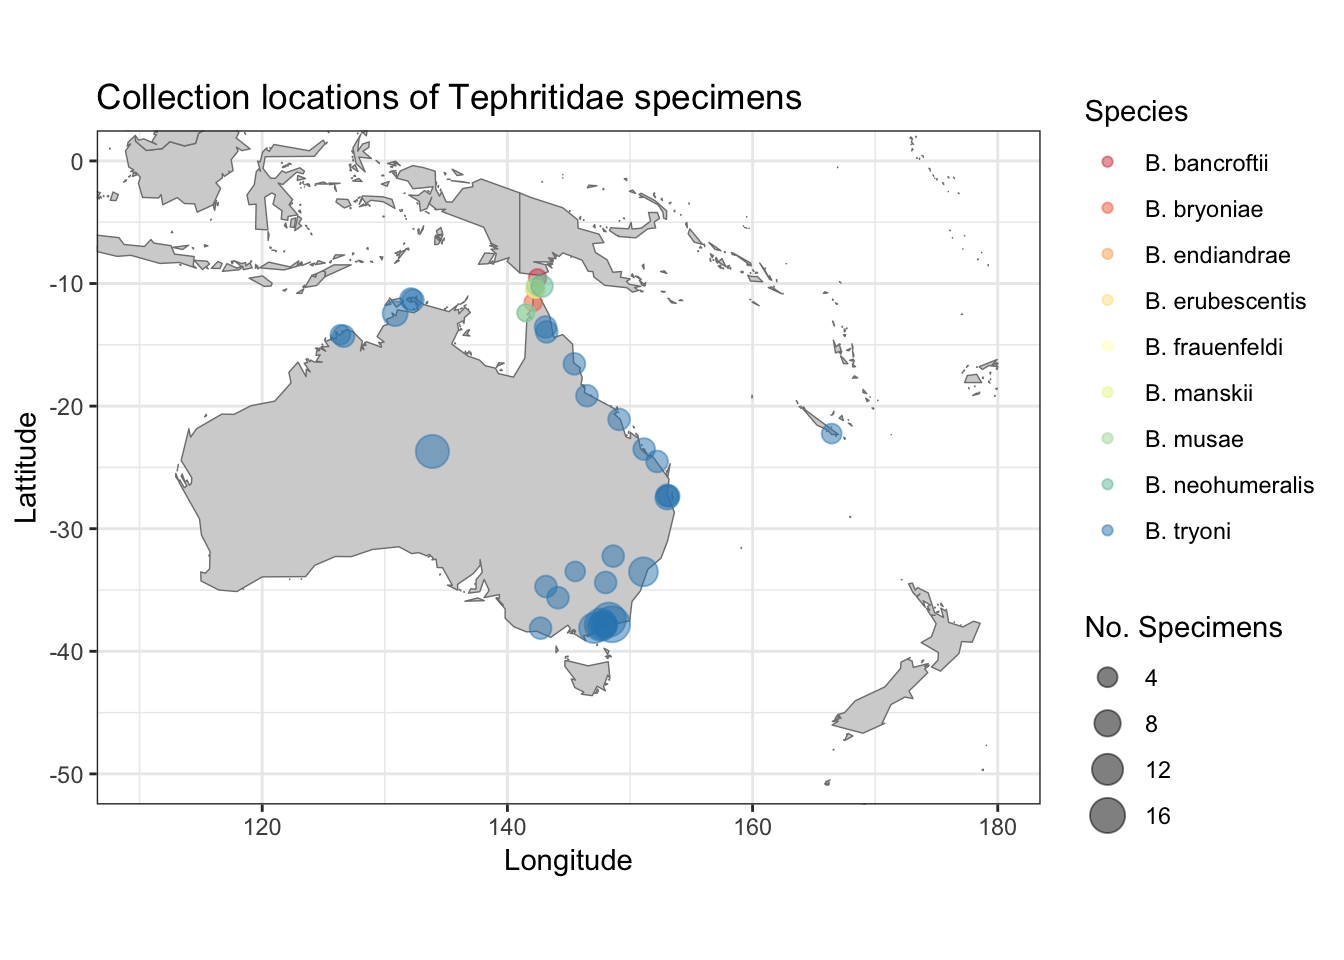 Collection locations of Tephritidae specimens
0
-10
-20
-30
-40
-50
Lattitude
120
140
160
180
Longitude
Species
B. bancroftii
B. bryoniae
B. endiandrae
B. erubescentis
B. frauenfeldi
B. manskii
B. musae
B. neohumeralis
B. tryoni
No. Specimens
4
8
12
16